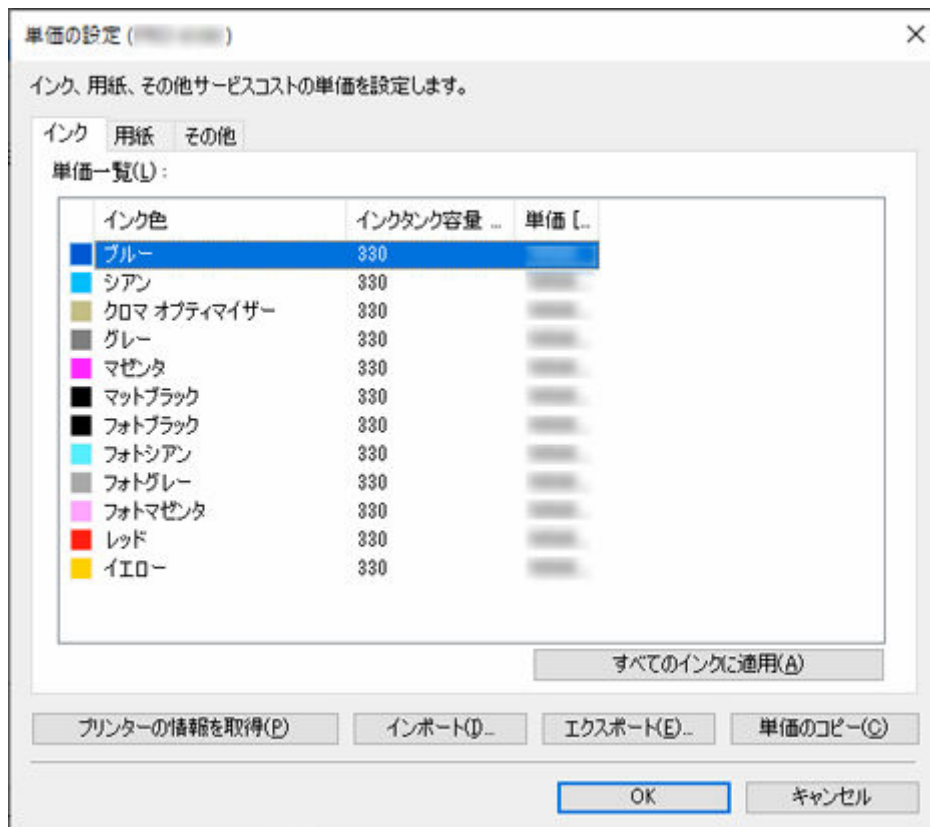 単価の設定 ( )
インク、用紙、その他サービスコストの単価を設定します。
インク 用紙 その他
単価一覧(L) :
インク色 インクタンク容量 ... 単価 [...
ブルー 330
シアン 330
クロマ オプティマイザー 330
グレー 330
マゼンタ 330
マットブラック 330
フォトブラック 330
フォトシアン 330
フォトグレー 330
フォトマゼンタ 330
レッド 330
イエロー 330
すべてのインクに適用(A)
プリンターの情報を取得(P) インポート(I)... エクスポート(E)... 単価のコピー(C)
OK キャンセル